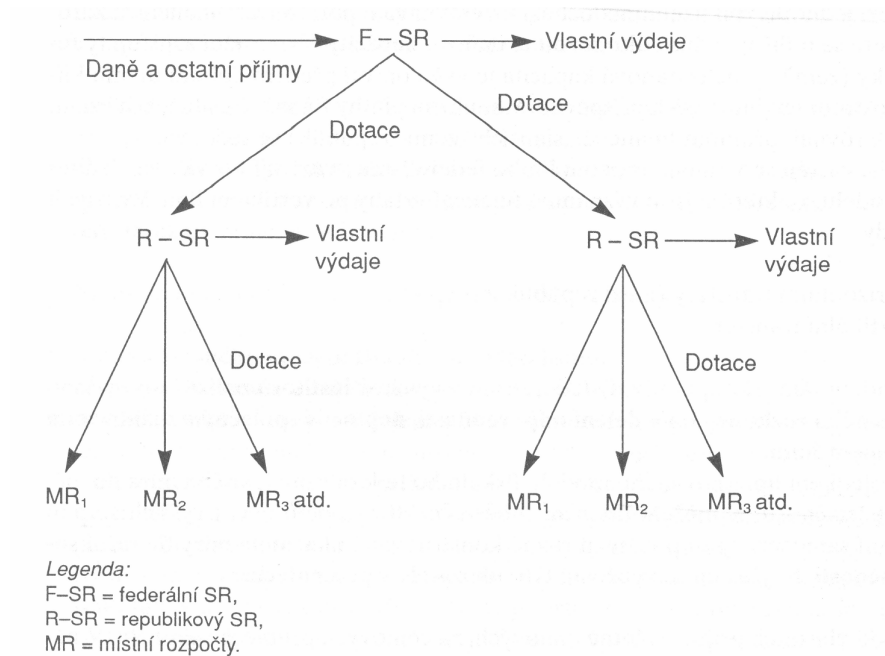 F – SR
Vlastní výdaje
Daně a ostatní příjmy
Dotace
Dotace
R – SR
Vlastní
výdaje
R – SR
Vlastní
výdaje
Dotace
Dotace
MR₁
MR₂
MR₃ atd.
MR₁
MR₂
MR₃ atd.
Legenda:
F–SR = federální SR,
R–SR = republikový SR,
MR = místní rozpočty.